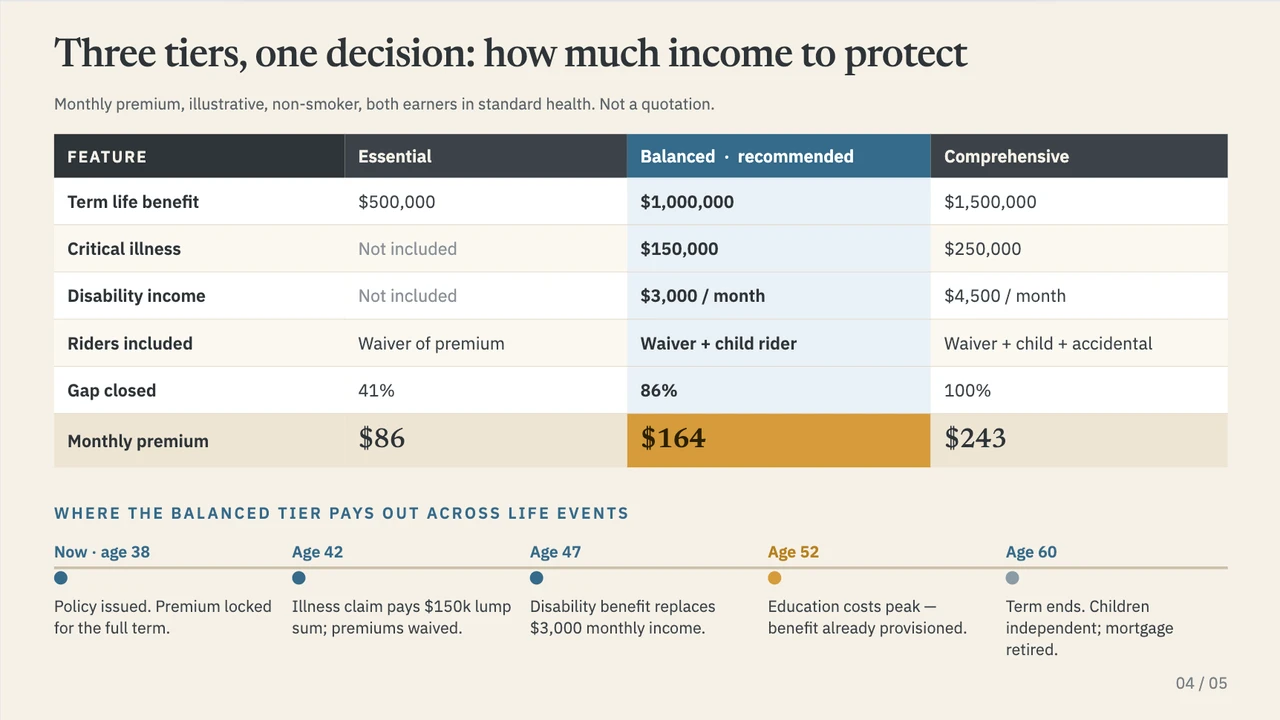 Three tiers, one decision: how much income to protect
Monthly premium, illustrative, non-smoker, both earners in standard health. Not a quotation.
FEATURE Essential Balanced · recommended Comprehensive
Term life benefit $500,000 $1,000,000 $1,500,000
Critical illness Not included $150,000 $250,000
Disability income Not included $3,000 / month $4,500 / month
Riders included Waiver of premium Waiver + child rider Waiver + child + accidental
Gap closed 41% 86% 100%
Monthly premium $86 $164 $243
WHERE THE BALANCED TIER PAYS OUT ACROSS LIFE EVENTS
Now · age 38
Policy issued. Premium locked
for the full term.
Age 42
Illness claim pays $150k lump
sum; premiums waived.
Age 47
Disability benefit replaces
$3,000 monthly income.
Age 52
Education costs peak —
benefit already provisioned.
Age 60
Term ends. Children
independent; mortgage
retired.
04 / 05